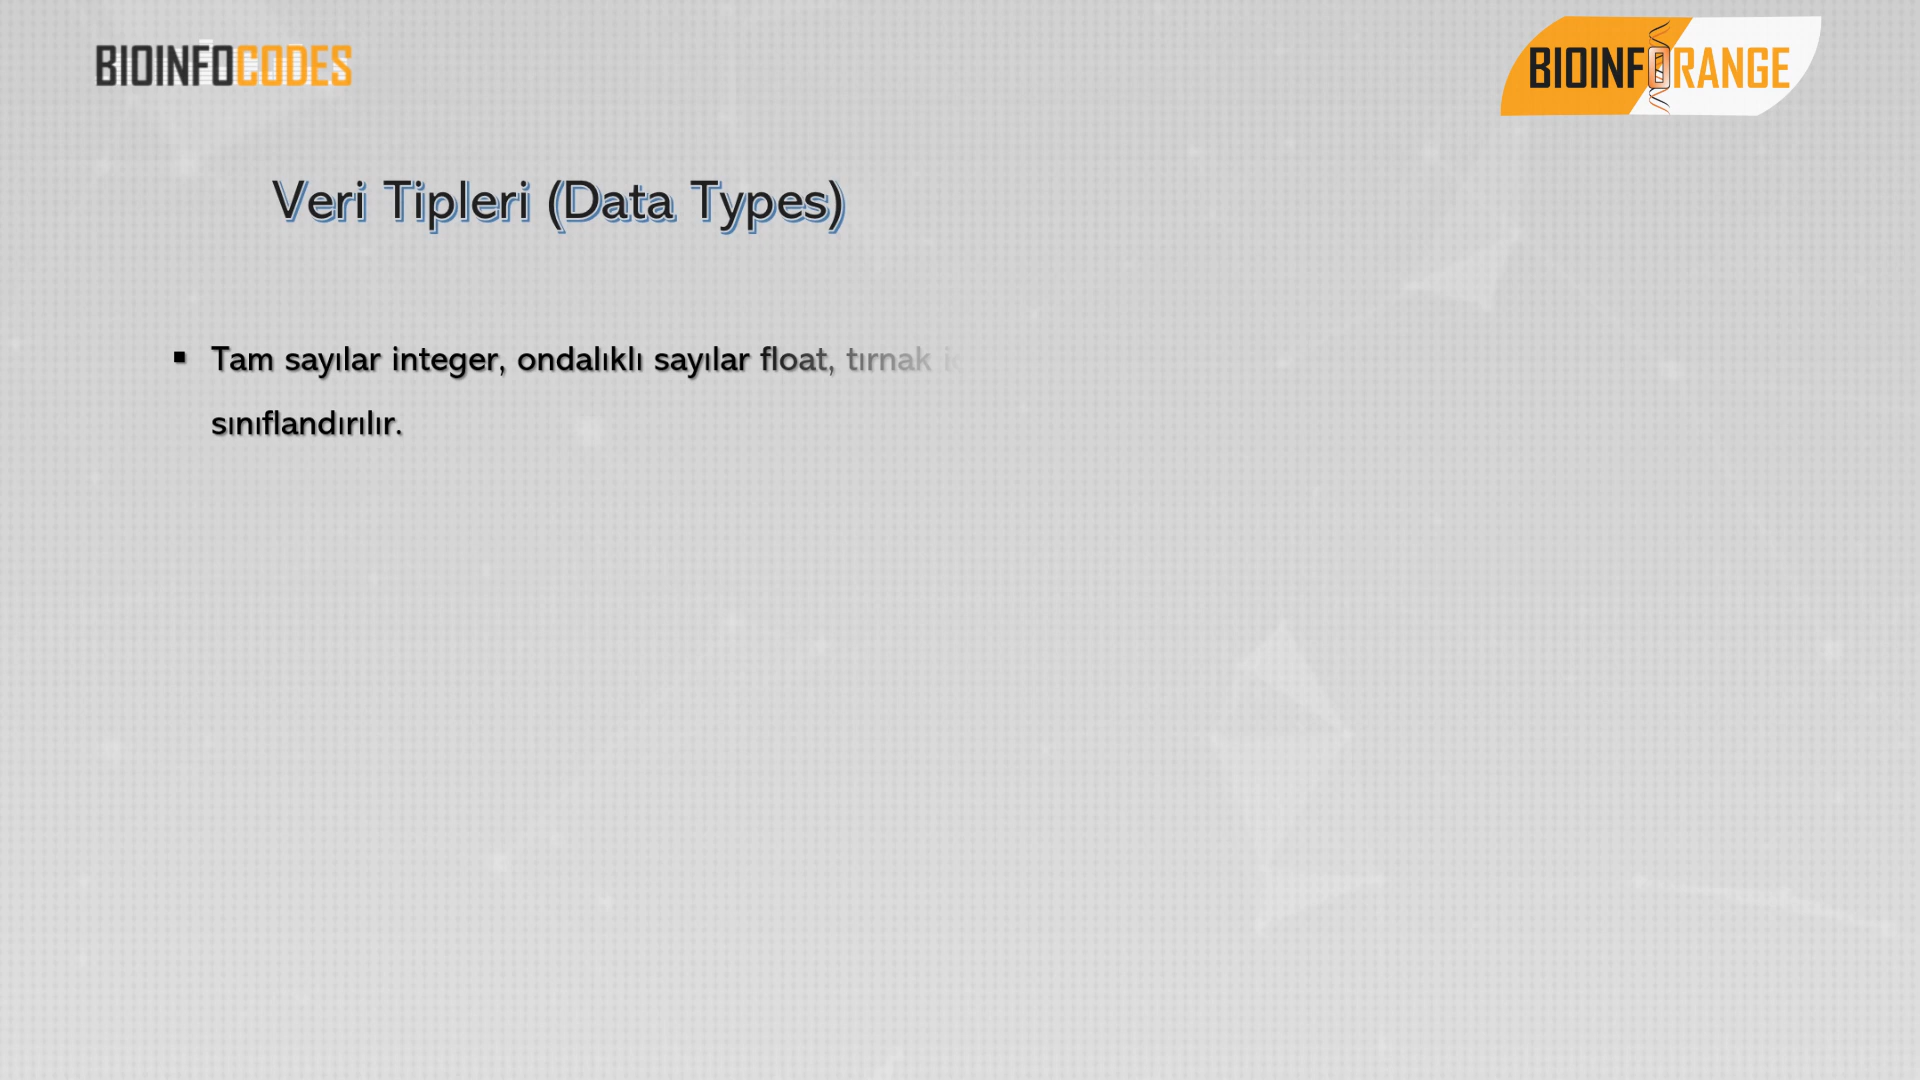 BIOINFOCODES
BIOINFORANGE
Veri Tipleri (Data Types)
▪ Tam sayılar integer, ondalıklı sayılar float, tırnak
sınıflandırılır.